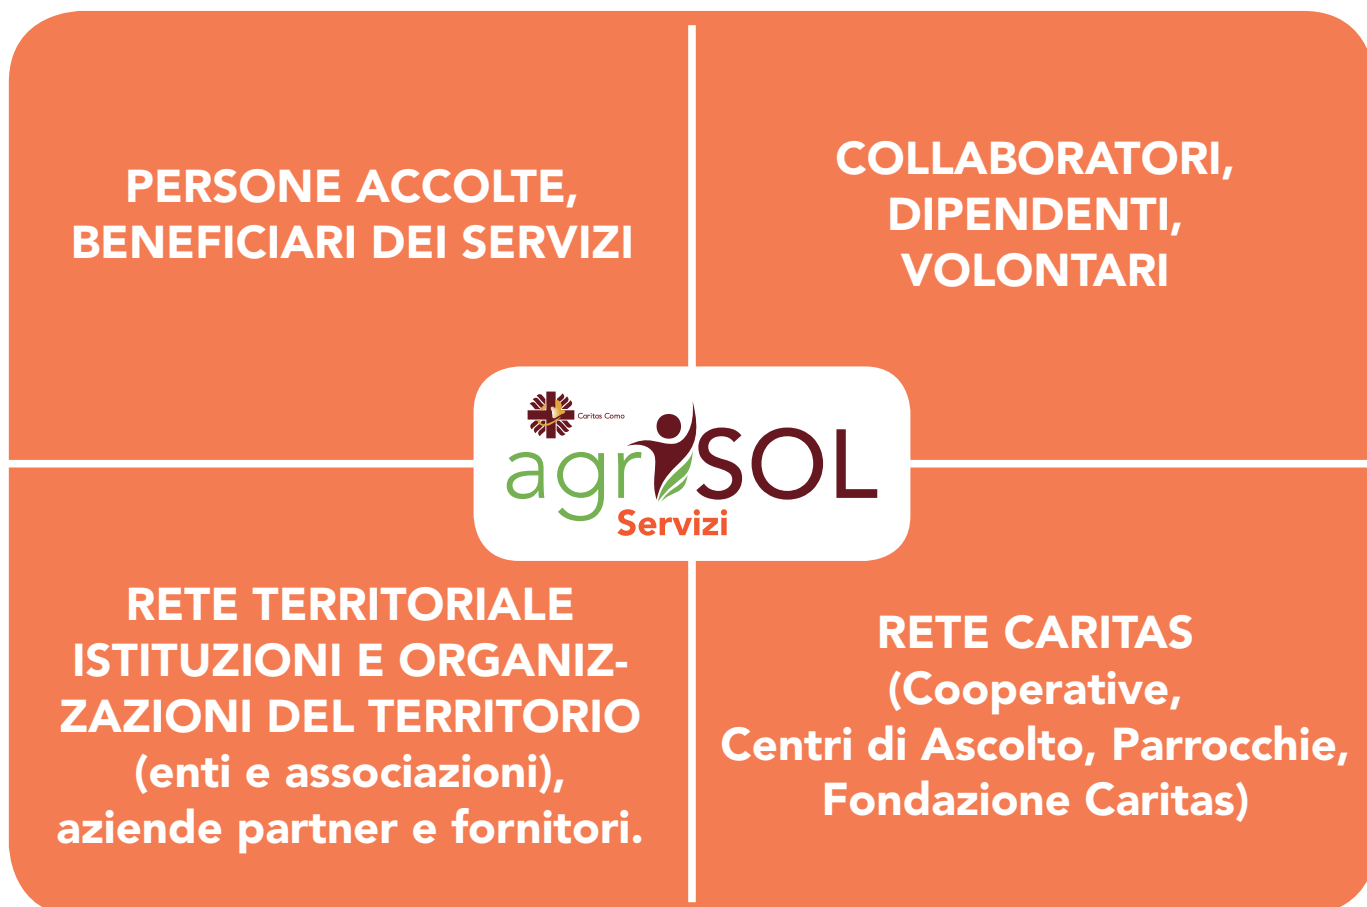 PERSONE ACCOLTE,
BENEFICIARI DEI SERVIZI
COLLABORATORI,
DIPENDENTI,
VOLONTARI
Caritas Como
agriSOL
Servizi
RETE TERRITORIALE
ISTITUZIONI E ORGANIZ-
ZAZIONI DEL TERRITORIO
(enti e associazioni),
aziende partner e fornitori.
RETE CARITAS
(Cooperative,
Centri di Ascolto, Parrocchie,
Fondazione Caritas)